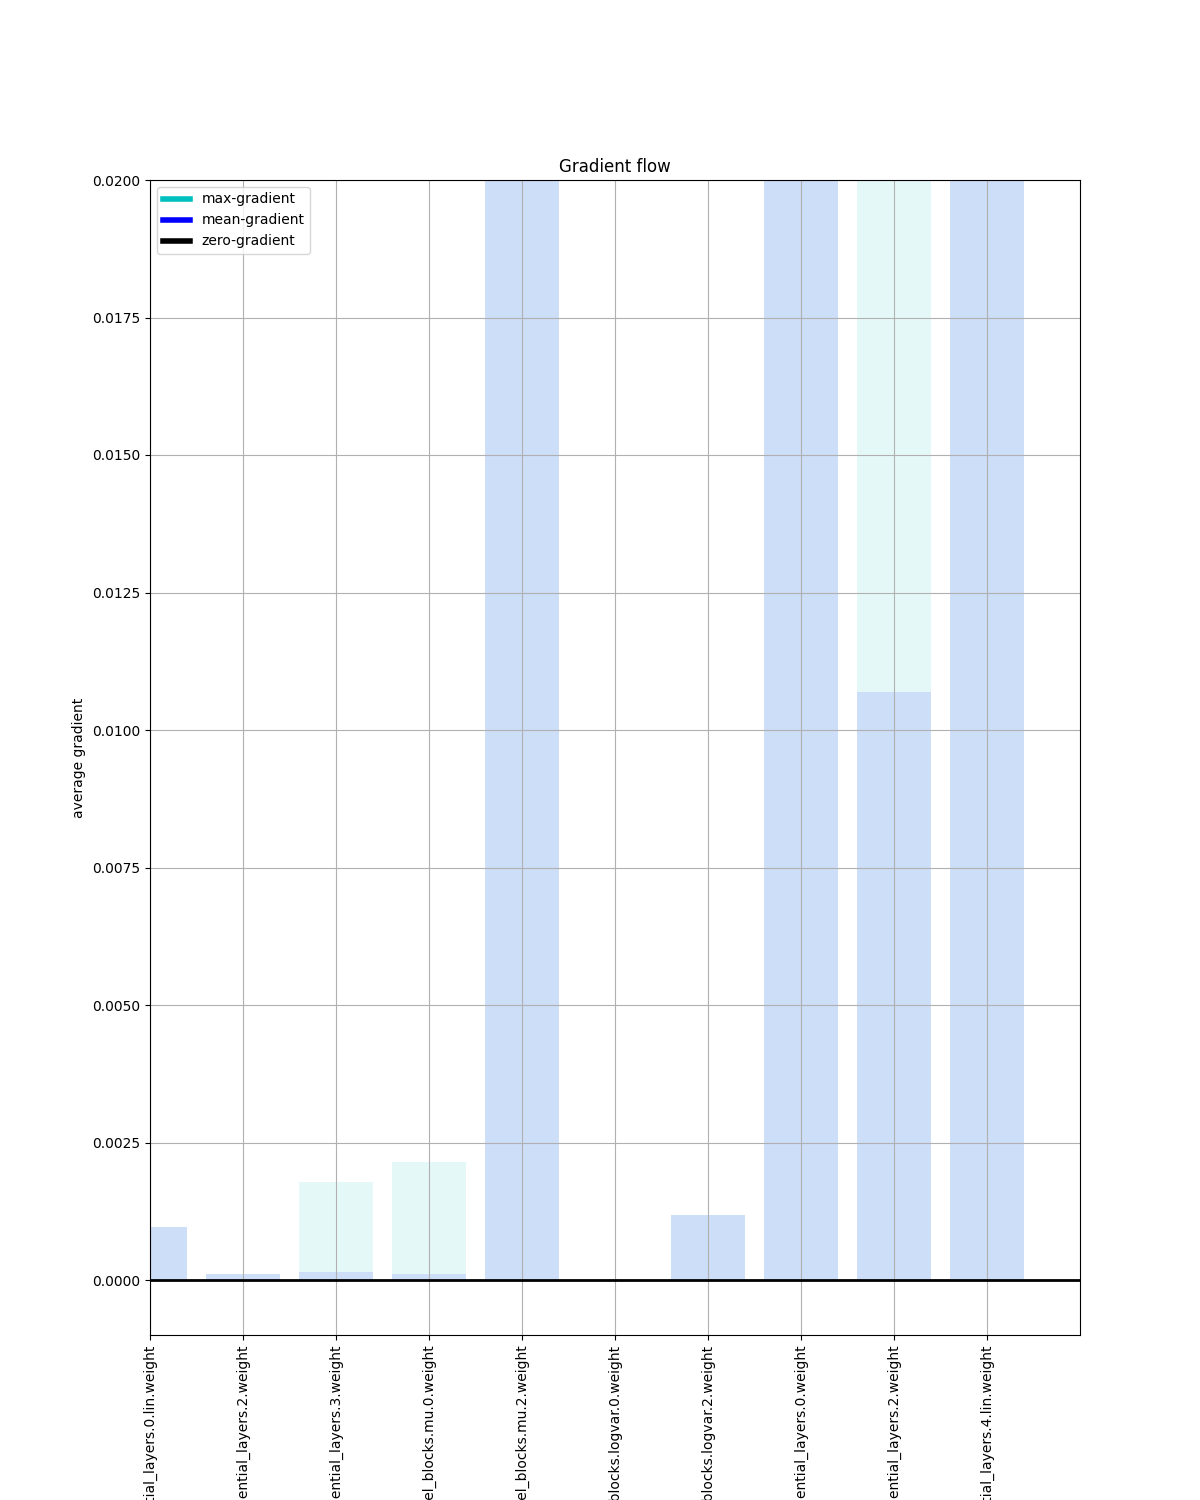 Gradient flow
max-gradient
mean-gradient
zero-gradient
0.0200
0.0175
0.0150
0.0125
0.0100
0.0075
0.0050
0.0025
0.0000
average gradient
tial_layers.0.lin.weight
ential_layers.2.weight
ential_layers.3.weight
el_blocks.mu.0.weight
el_blocks.mu.2.weight
blocks.logvar.0.weight
blocks.logvar.2.weight
ential_layers.0.weight
ential_layers.2.weight
tial_layers.4.lin.weight